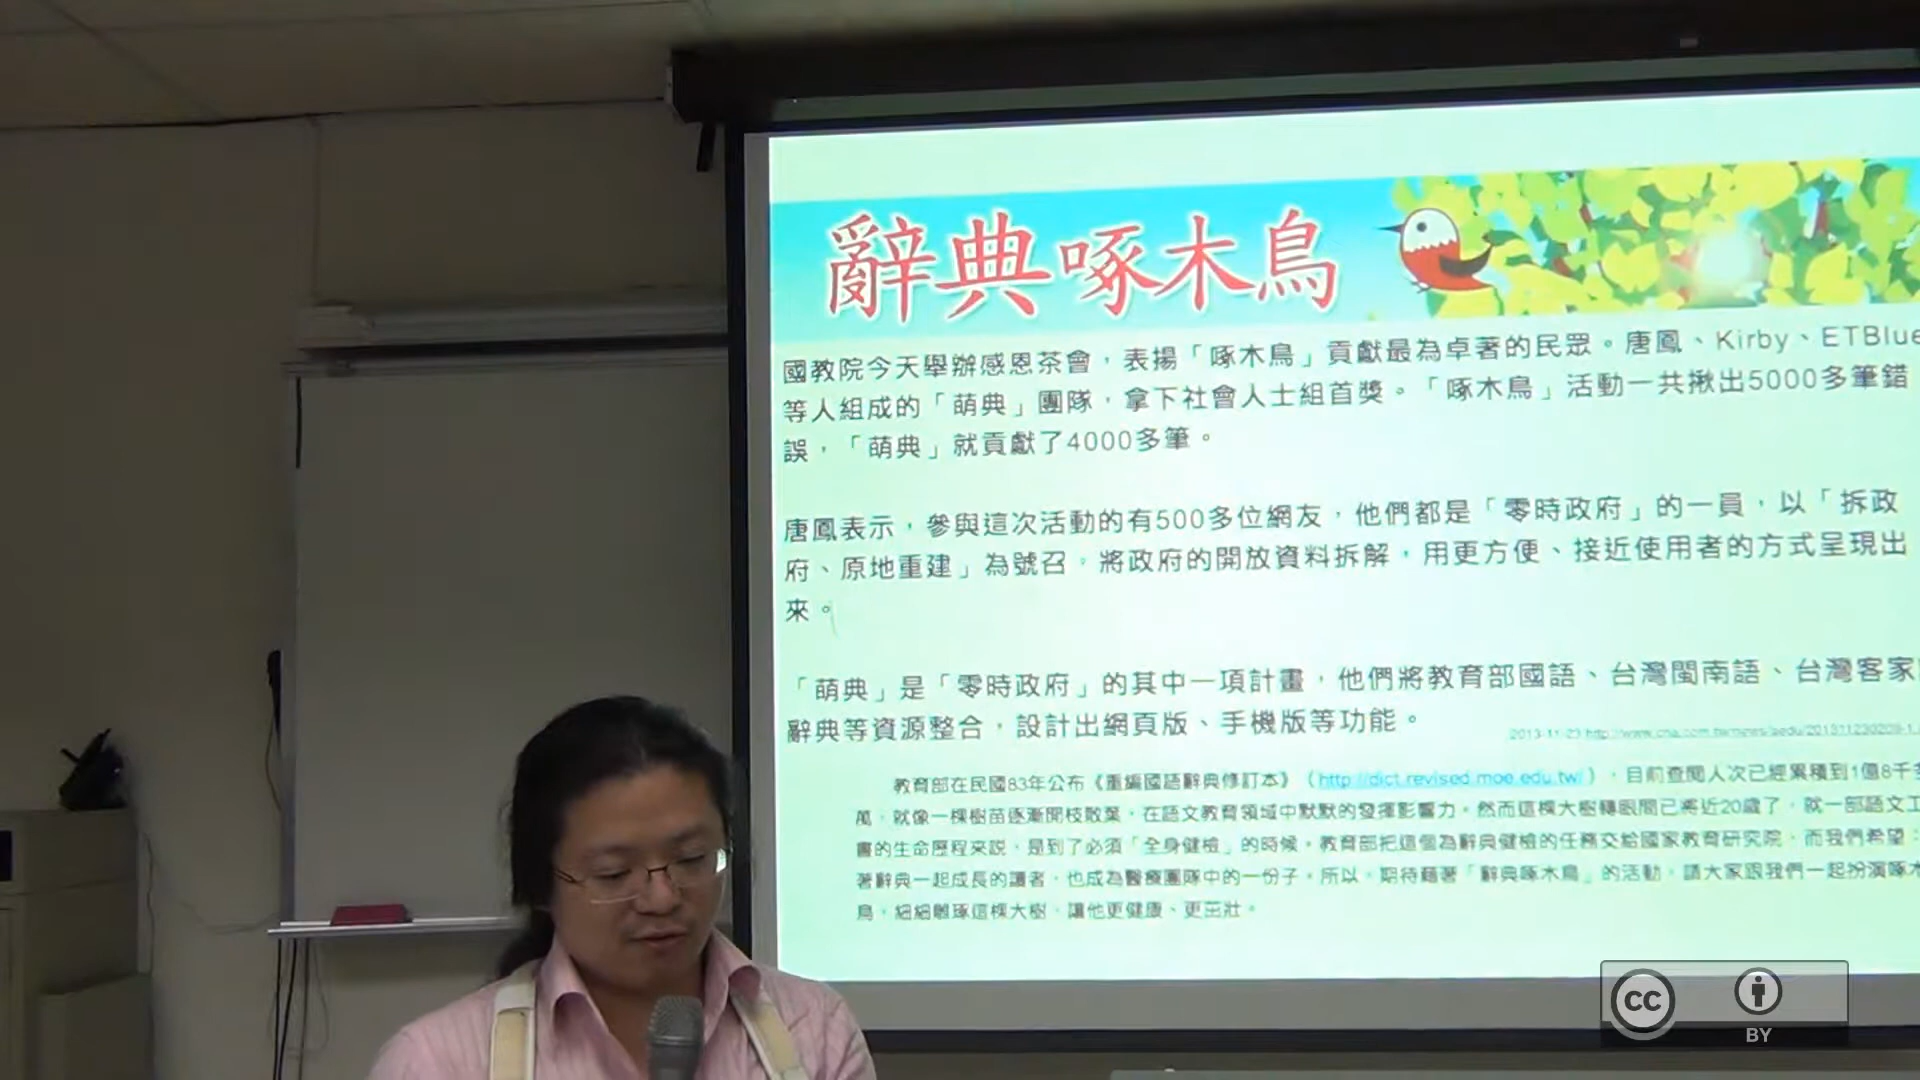 辭典啄木鳥
國教院今天舉辦感恩茶會，表揚「啄木鳥」貢獻最為卓著的民眾。唐鳳、Kirby、ETBlue
等人組成的「萌典」團隊，拿下社會人士組首獎。「啄木鳥」活動一共揪出5000多筆錯
誤，「萌典」就貢獻了4000多筆。
唐鳳表示，參與這次活動的有500多位網友，他們都是「零時政府」的一員，以「拆政
府、原地重建」為號召，將政府的開放資料拆解，用更方便、接近使用者的方式呈現出
來。
「萌典」是「零時政府」的其中一項計畫，他們將教育部國語、台灣閩南語、台灣客家
辭典等資源整合，設計出網頁版、手機版等功能。
2013-11-23 http://www.cna.com.tw/news/aedu/201311230209-1.
教育部在民國83年公布《重編國語辭典修訂本》（http://dict.revised.moe.edu.tw/），目前查閱人次已經累積到1億8千多
萬，就像一棵樹苗逐漸開枝散葉，在語文教育領域中默默的發揮影響力。然而這棵大樹轉眼間已將近20歲了，就一部語文工
書的生命歷程來說，是到了必須「全身健檢」的時候。教育部把這個為辭典健檢的任務交給國家教育研究院，而我們希望
著辭典一起成長的讀者，也成為醫療團隊中的一份子。所以，期待藉著「辭典啄木鳥」的活動，請大家跟我們一起扮演啄木
鳥，細細雕琢這棵大樹，讓他更健康、更茁壯。
CC
BY